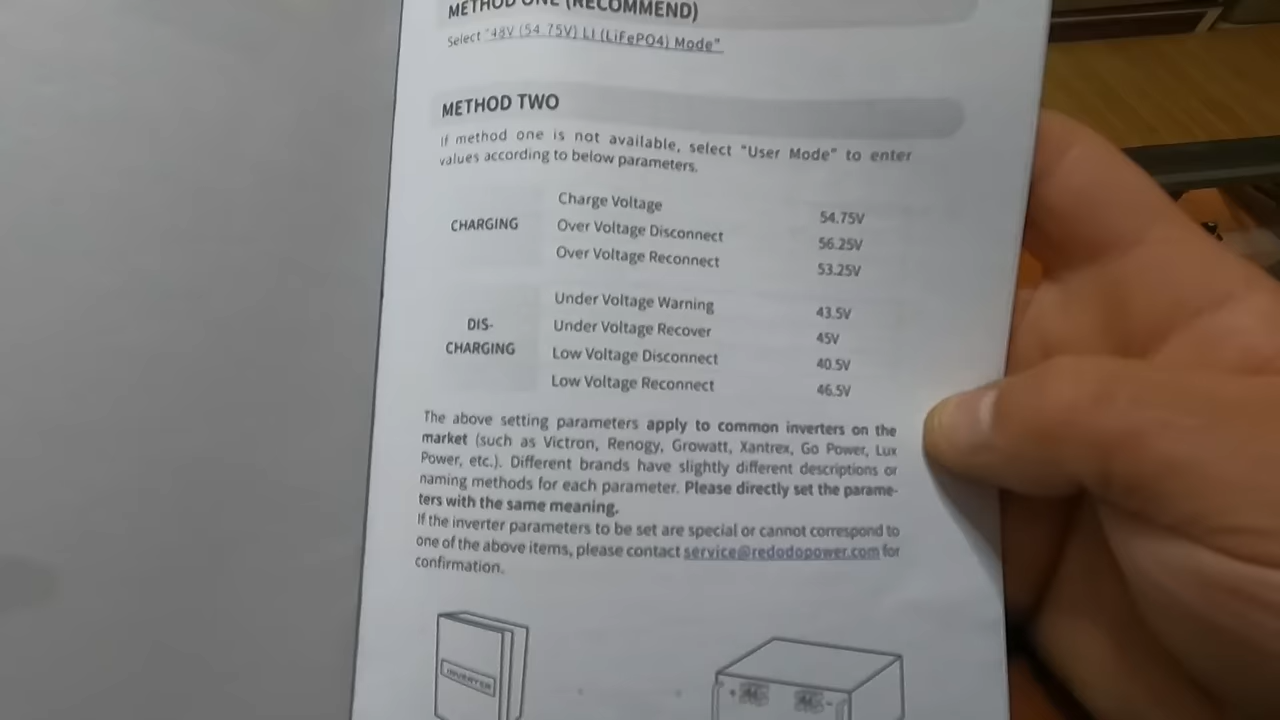 METHOD ONE (RECOMMEND)
Select "48V (54.75V) LI (LiFePO4) Mode"
METHOD TWO
If method one is not available, select "User Mode" to enter
values according to below parameters.
CHARGING
Charge Voltage 54.75V
Over Voltage Disconnect 56.25V
Over Voltage Reconnect 53.25V
DIS-
CHARGING
Under Voltage Warning 43.5V
Under Voltage Recover 45V
Low Voltage Disconnect 40.5V
Low Voltage Reconnect 46.5V
The above setting parameters apply to common inverters on the
market (such as Victron, Renogy, Growatt, Xantrex, Go Power, Lux
Power, etc.). Different brands have slightly different descriptions or
naming methods for each parameter. Please directly set the parame-
ters with the same meaning.
If the inverter parameters to be set are special or cannot correspond to
one of the above items, please contact service@redodopower.com for
confirmation.
INVERTER
+ -